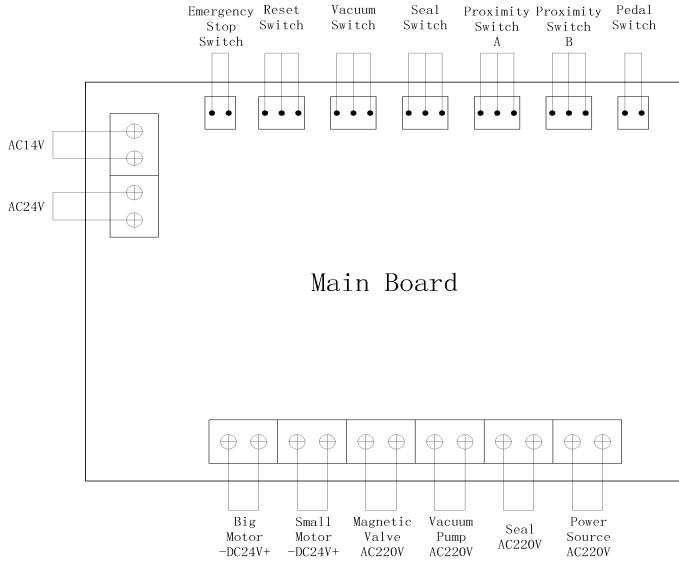 Emergency
Stop
Switch
Reset
Switch
Vacuum
Switch
Seal
Switch
Proximity
Switch
A
Proximity
Switch
B
Pedal
Switch
AC14V
AC24V
Main Board
Big
Motor
-DC24V+
Small
Motor
-DC24V+
Magnetic
Valve
AC220V
Vacuum
Pump
AC220V
Seal
AC220V
Power
Source
AC220V